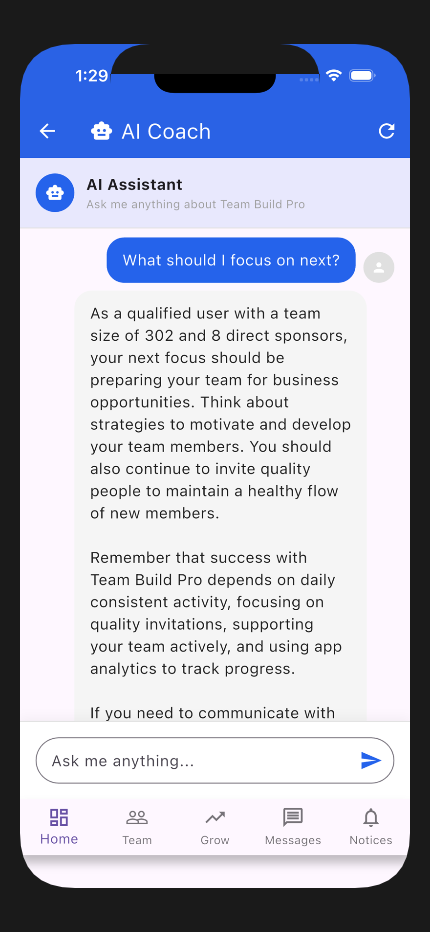 1:29
AI Coach
AI Assistant
Ask me anything about Team Build Pro
What should I focus on next?
As a qualified user with a team
size of 302 and 8 direct sponsors,
your next focus should be
preparing your team for business
opportunities. Think about
strategies to motivate and develop
your team members. You should
also continue to invite quality
people to maintain a healthy flow
of new members.
Remember that success with
Team Build Pro depends on daily
consistent activity, focusing on
quality invitations, supporting
your team actively, and using app
analytics to track progress.
If you need to communicate with
Ask me anything...
Home
Team
Grow
Messages
Notices